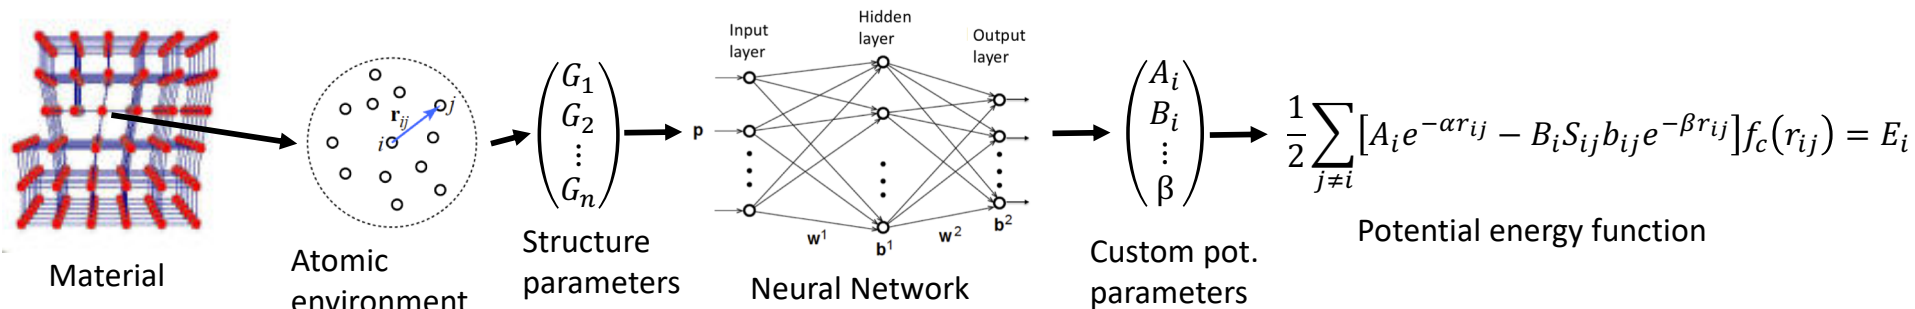 Material
Atomic
environment
r_ij
i
j
G_1
G_2
⋮
G_n
Structure
parameters
Input
layer
Hidden
layer
Output
layer
p
w^1
b^1
w^2
b^2
Neural Network
A_i
B_i
⋮
β
Custom pot.
parameters
1/2 ∑_{j≠i} [A_i e^{-αr_ij} − B_i S_ij b_ij e^{-βr_ij}] f_c(r_ij) = E_i
Potential energy function